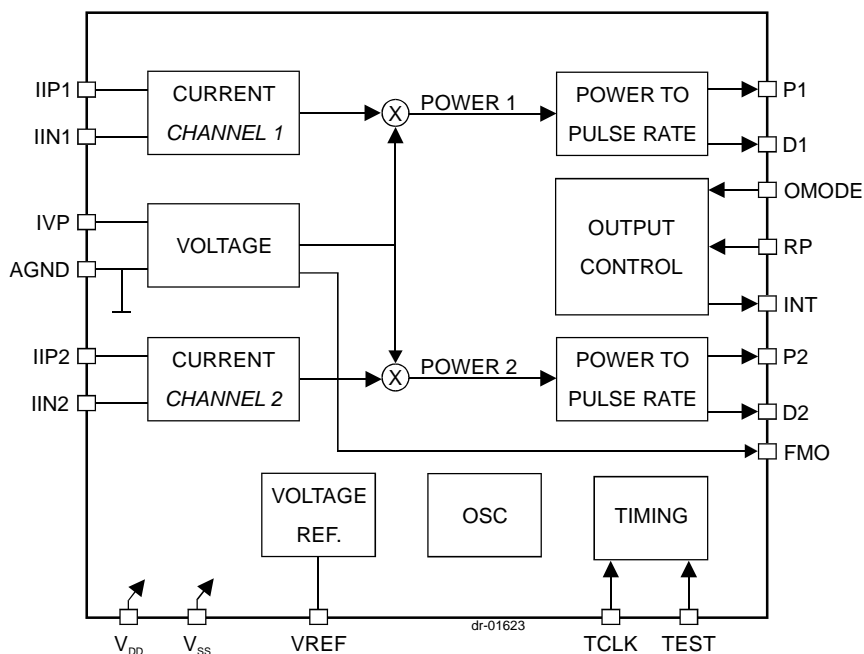 IIP1
IIN1
IVP
AGND
IIP2
IIN2
CURRENT
CHANNEL 1
VOLTAGE
CURRENT
CHANNEL 2
X
POWER 1
X
POWER 2
POWER TO
PULSE RATE
OUTPUT
CONTROL
POWER TO
PULSE RATE
P1
D1
OMODE
RP
INT
P2
D2
FMO
VOLTAGE
REF.
OSC
TIMING
dr-01623
VDD
VSS
VREF
TCLK
TEST